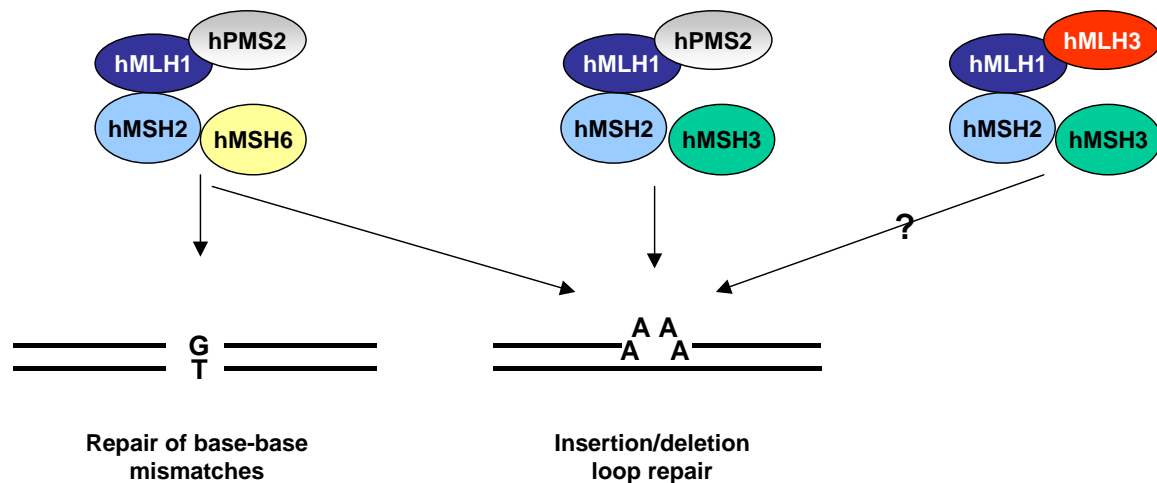 hPMS2
hMLH1
hMSH2
hMSH6
hPMS2
hMLH1
hMSH2
hMSH3
hMLH3
hMLH1
hMSH2
hMSH3
?
G
T
A A
A A
Repair of base-base
mismatches
Insertion/deletion
loop repair